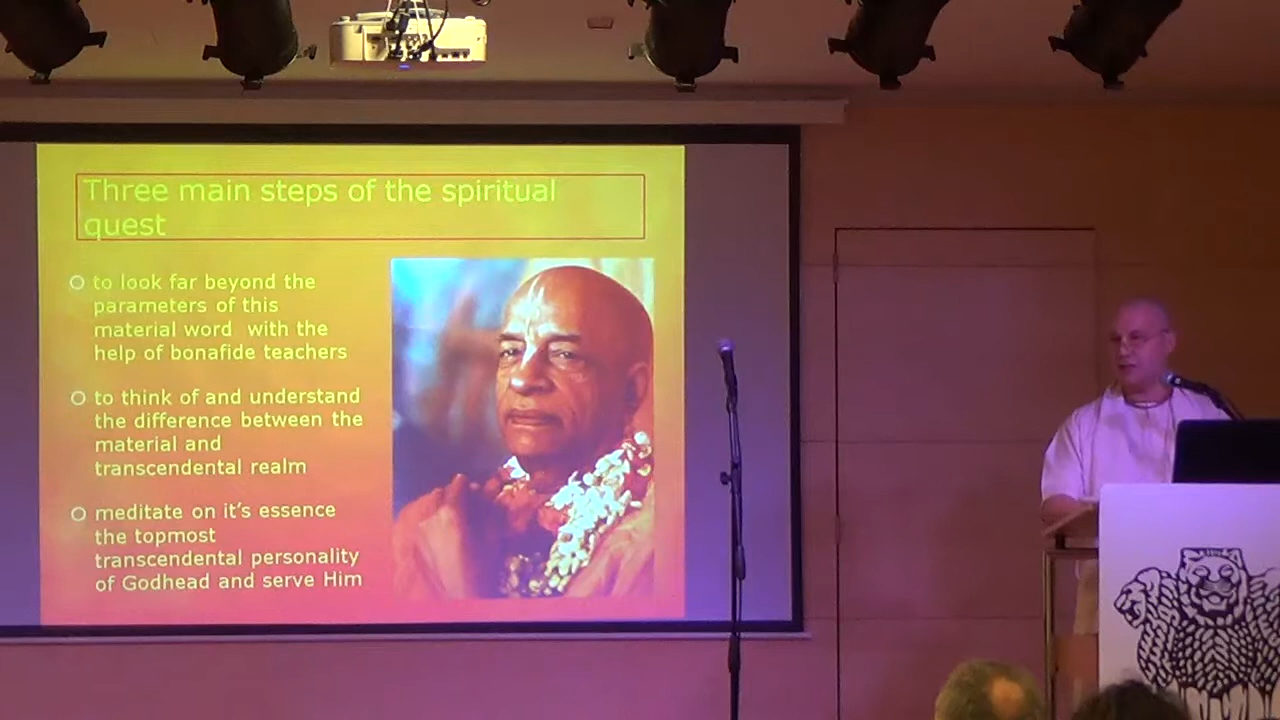 Three main steps of the spiritual
quest
to look far beyond the
parameters of this
material word with the
help of bonafide teachers
to think of and understand
the difference between the
material and
transcendental realm
meditate on it's essence
the topmost
transcendental personality
of Godhead and serve Him